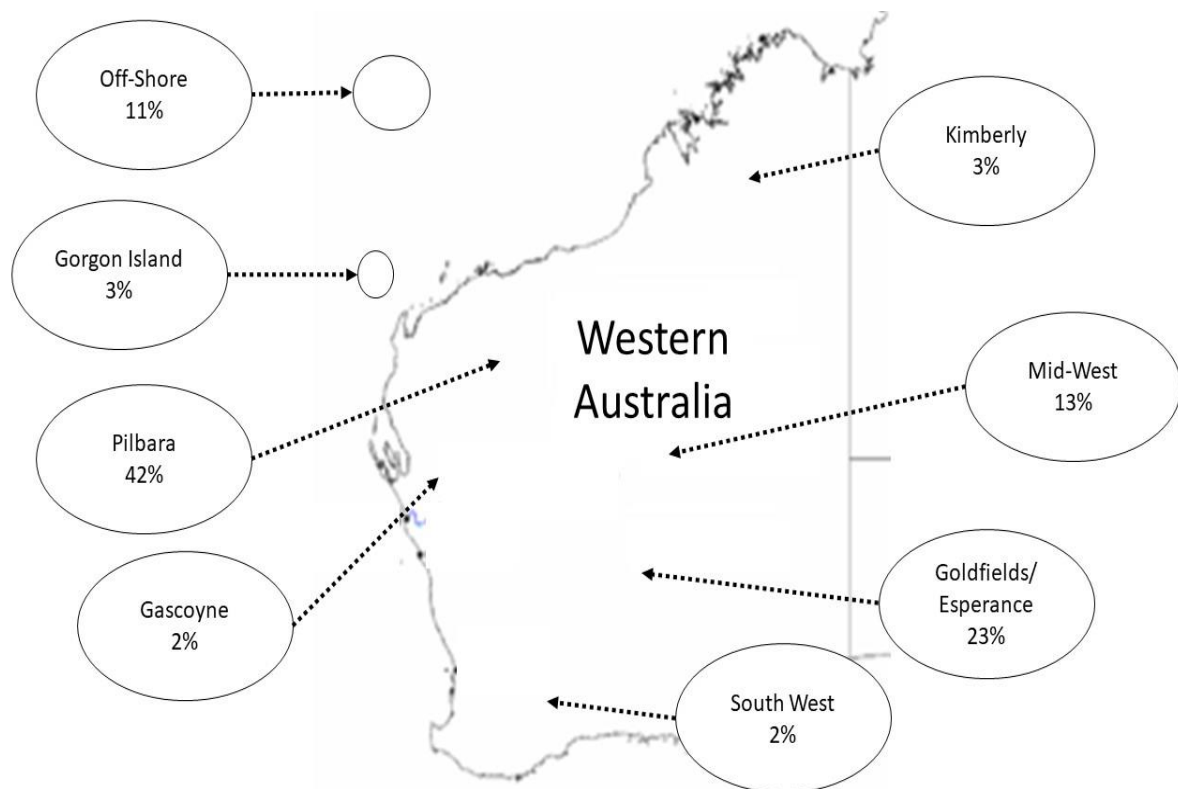 Off-Shore
11%
Kimberly
3%
Gorgon Island
3%
Western
Australia
Mid-West
13%
Pilbara
42%
Gascoyne
2%
Goldfields/
Esperance
23%
South West
2%